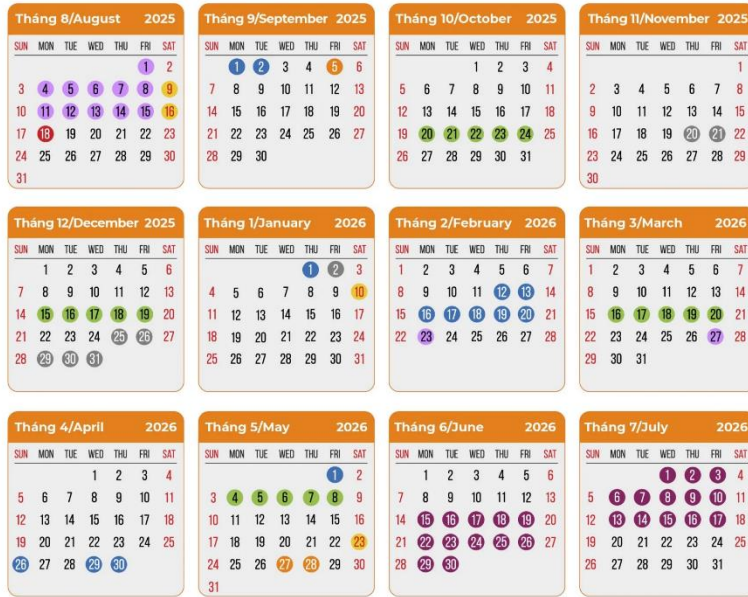 Tháng 8/August 2025
SUN MON TUE WED THU FRI SAT
1 2
3 4 5 6 7 8 9
10 11 12 13 14 15 16
17 18 19 20 21 22 23
24 25 26 27 28 29 30
31
Tháng 9/September 2025
SUN MON TUE WED THU FRI SAT
1 2 3 4 5 6
7 8 9 10 11 12 13
14 15 16 17 18 19 20
21 22 23 24 25 26 27
28 29 30
Tháng 10/October 2025
SUN MON TUE WED THU FRI SAT
1 2 3 4
5 6 7 8 9 10 11
12 13 14 15 16 17 18
19 20 21 22 23 24 25
26 27 28 29 30 31
Tháng 11/November 2025
SUN MON TUE WED THU FRI SAT
1
2 3 4 5 6 7 8
9 10 11 12 13 14 15
16 17 18 19 20 21 22
23 24 25 26 27 28 29
30
Tháng 12/December 2025
SUN MON TUE WED THU FRI SAT
1 2 3 4 5 6
7 8 9 10 11 12 13
14 15 16 17 18 19 20
21 22 23 24 25 26 27
28 29 30 31
Tháng 1/January 2026
SUN MON TUE WED THU FRI SAT
1 2 3
4 5 6 7 8 9 10
11 12 13 14 15 16 17
18 19 20 21 22 23 24
25 26 27 28 29 30 31
Tháng 2/February 2026
SUN MON TUE WED THU FRI SAT
1 2 3 4 5 6 7
8 9 10 11 12 13 14
15 16 17 18 19 20 21
22 23 24 25 26 27 28
Tháng 3/March 2026
SUN MON TUE WED THU FRI SAT
1 2 3 4 5 6 7
8 9 10 11 12 13 14
15 16 17 18 19 20 21
22 23 24 25 26 27 28
29 30 31
Tháng 4/April 2026
SUN MON TUE WED THU FRI SAT
1 2 3 4
5 6 7 8 9 10 11
12 13 14 15 16 17 18
19 20 21 22 23 24 25
26 27 28 29 30
Tháng 5/May 2026
SUN MON TUE WED THU FRI SAT
1 2
3 4 5 6 7 8 9
10 11 12 13 14 15 16
17 18 19 20 21 22 23
24 25 26 27 28 29 30
31
Tháng 6/June 2026
SUN MON TUE WED THU FRI SAT
1 2 3 4 5 6
7 8 9 10 11 12 13
14 15 16 17 18 19 20
21 22 23 24 25 26 27
28 29 30
Tháng 7/July 2026
SUN MON TUE WED THU FRI SAT
1 2 3 4
5 6 7 8 9 10 11
12 13 14 15 16 17 18
19 20 21 22 23 24 25
26 27 28 29 30 31